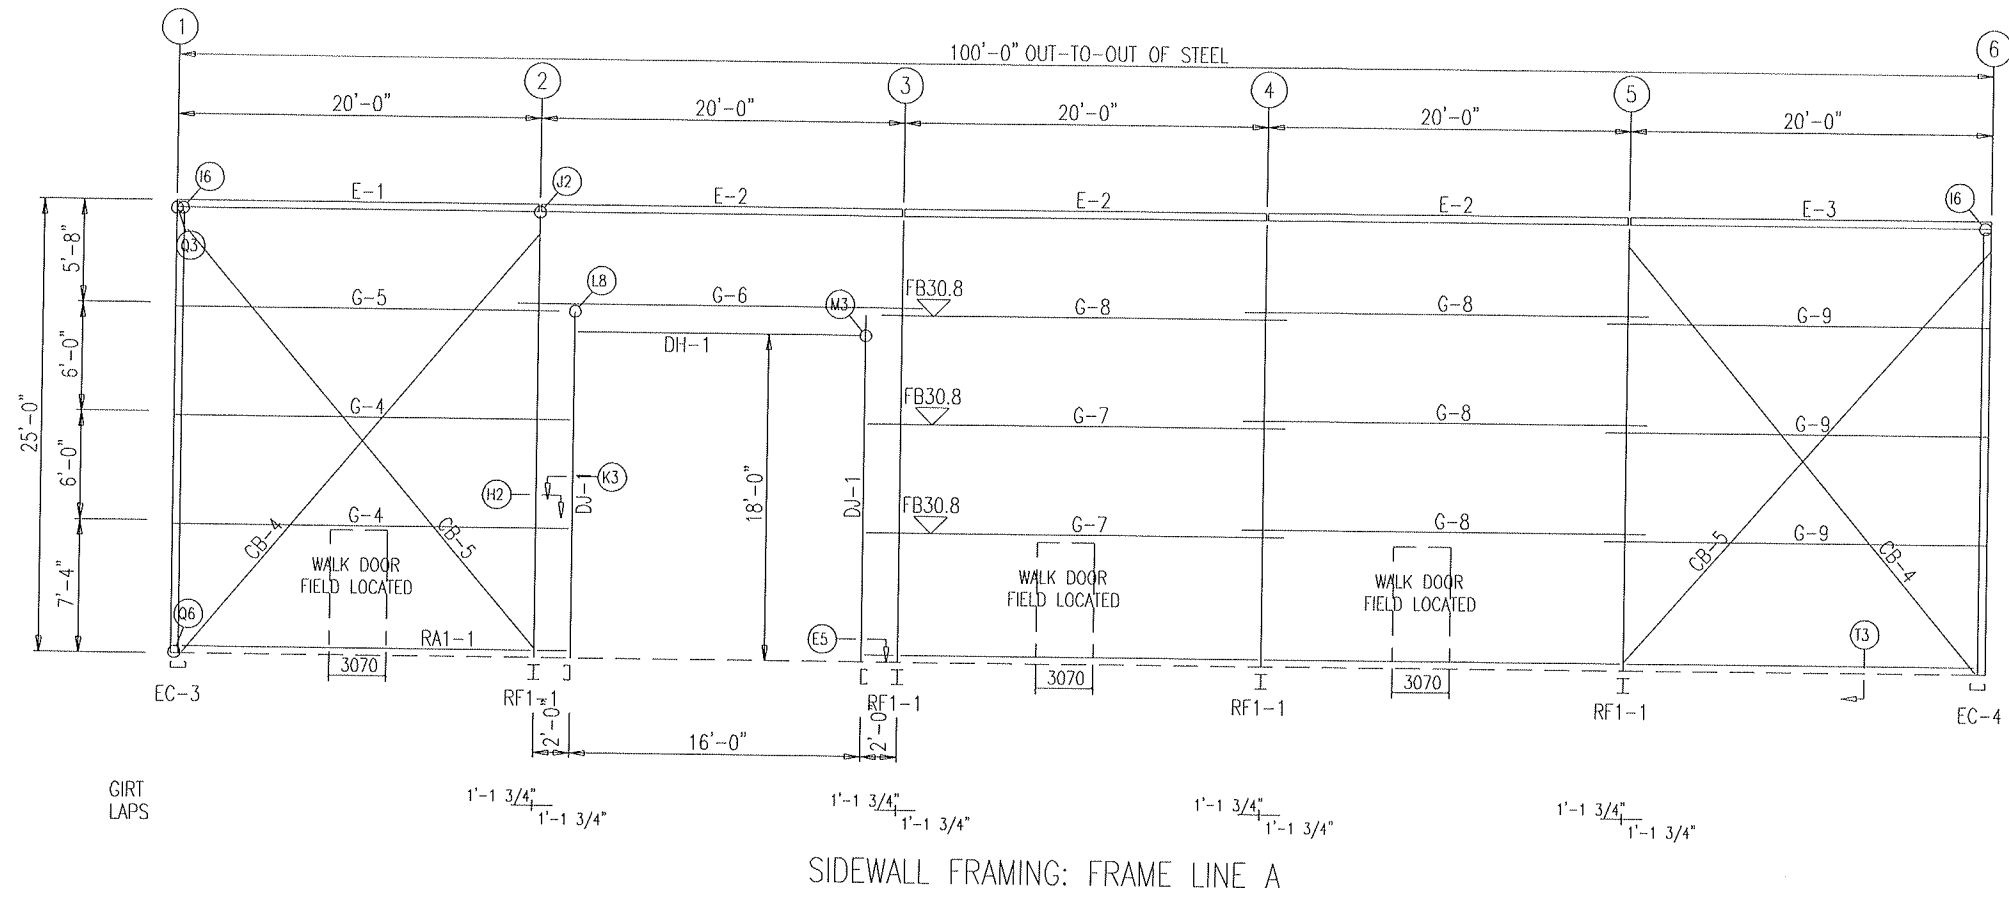 1
6
100'-0" OUT-TO-OUT OF STEEL
2
3
4
5
20'-0"
20'-0"
20'-0"
20'-0"
20'-0"
I6
J2
I6
E-1
E-2
E-2
E-2
E-3
Q3
5'-8"
L8
M3
FB30.8
G-5
G-6
G-8
G-8
G-9
DH-1
6'-0"
25'-0"
FB30.8
G-4
G-7
G-8
G-9
6'-0"
K3
H2
DJ-1
18'-0"
DJ-1
FB30.8
G-4
G-7
G-8
G-9
CB-4
CB-5
CB-5
CB-4
7'-4"
WALK DOOR
FIELD LOCATED
WALK DOOR
FIELD LOCATED
WALK DOOR
FIELD LOCATED
Q6
RA1-1
E5
T3
3070
3070
3070
EC-3
RF1-1
RF1-1
RF1-1
RF1-1
EC-4
2'-0"
16'-0"
2'-0"
GIRT
LAPS
1'-1 3/4"
1'-1 3/4"
1'-1 3/4"
1'-1 3/4"
1'-1 3/4"
1'-1 3/4"
1'-1 3/4"
1'-1 3/4"
SIDEWALL FRAMING: FRAME LINE A